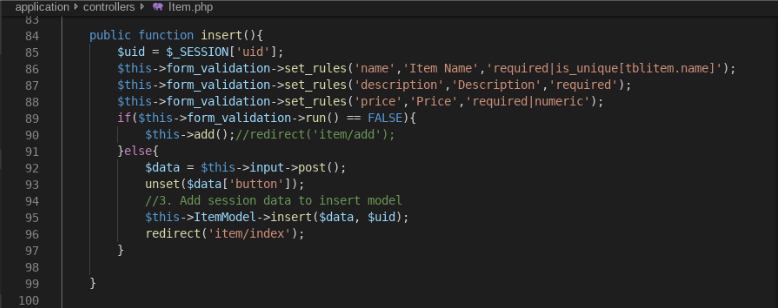 application > controllers > Item.php
83
84 public function insert(){
85 $uid = $_SESSION['uid'];
86 $this->form_validation->set_rules('name','Item Name','required|is_unique[tblitem.name]');
87 $this->form_validation->set_rules('description','Description','required');
88 $this->form_validation->set_rules('price','Price','required|numeric');
89 if($this->form_validation->run() == FALSE){
90 $this->add();//redirect('item/add');
91 }else{
92 $data = $this->input->post();
93 unset($data['button']);
94 //3. Add session data to insert model
95 $this->ItemModel->insert($data, $uid);
96 redirect('item/index');
97 }
98
99 }
100